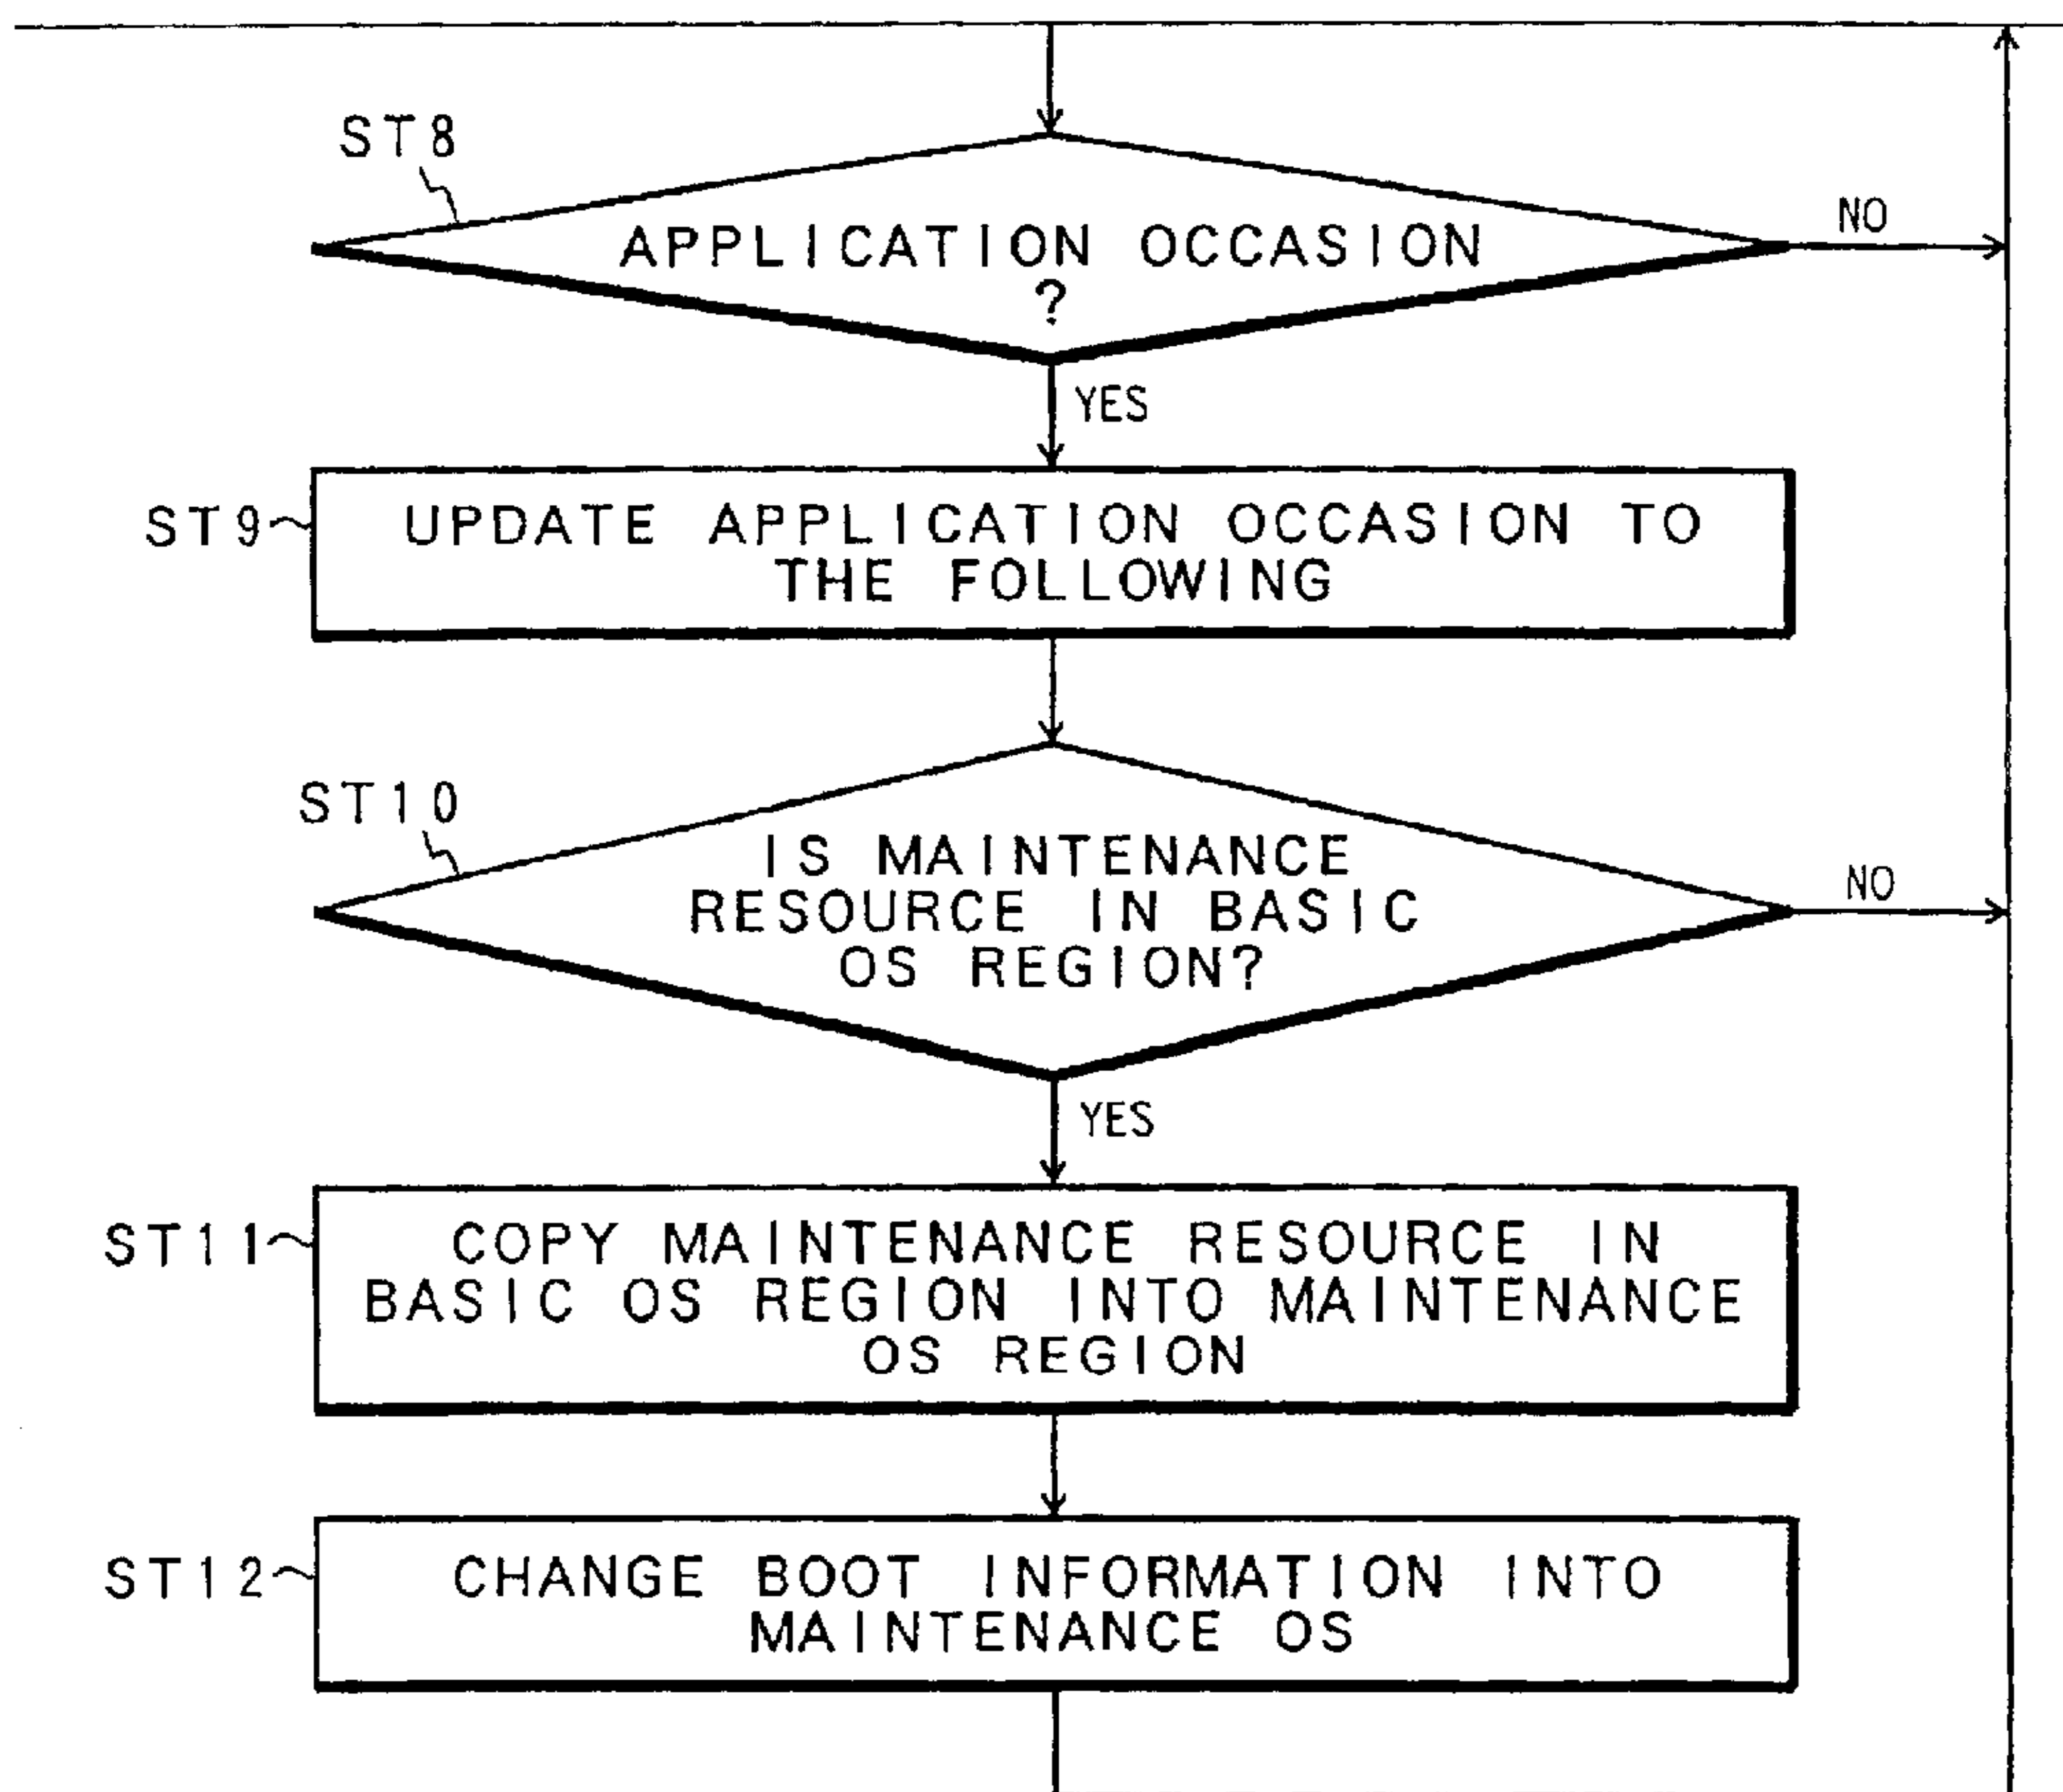 ST8
APPLICATION OCCASION
?
NO
YES
ST9
UPDATE APPLICATION OCCASION TO
THE FOLLOWING
ST10
IS MAINTENANCE
RESOURCE IN BASIC
OS REGION?
NO
YES
ST11
COPY MAINTENANCE RESOURCE IN
BASIC OS REGION INTO MAINTENANCE
OS REGION
ST12
CHANGE BOOT INFORMATION INTO
MAINTENANCE OS